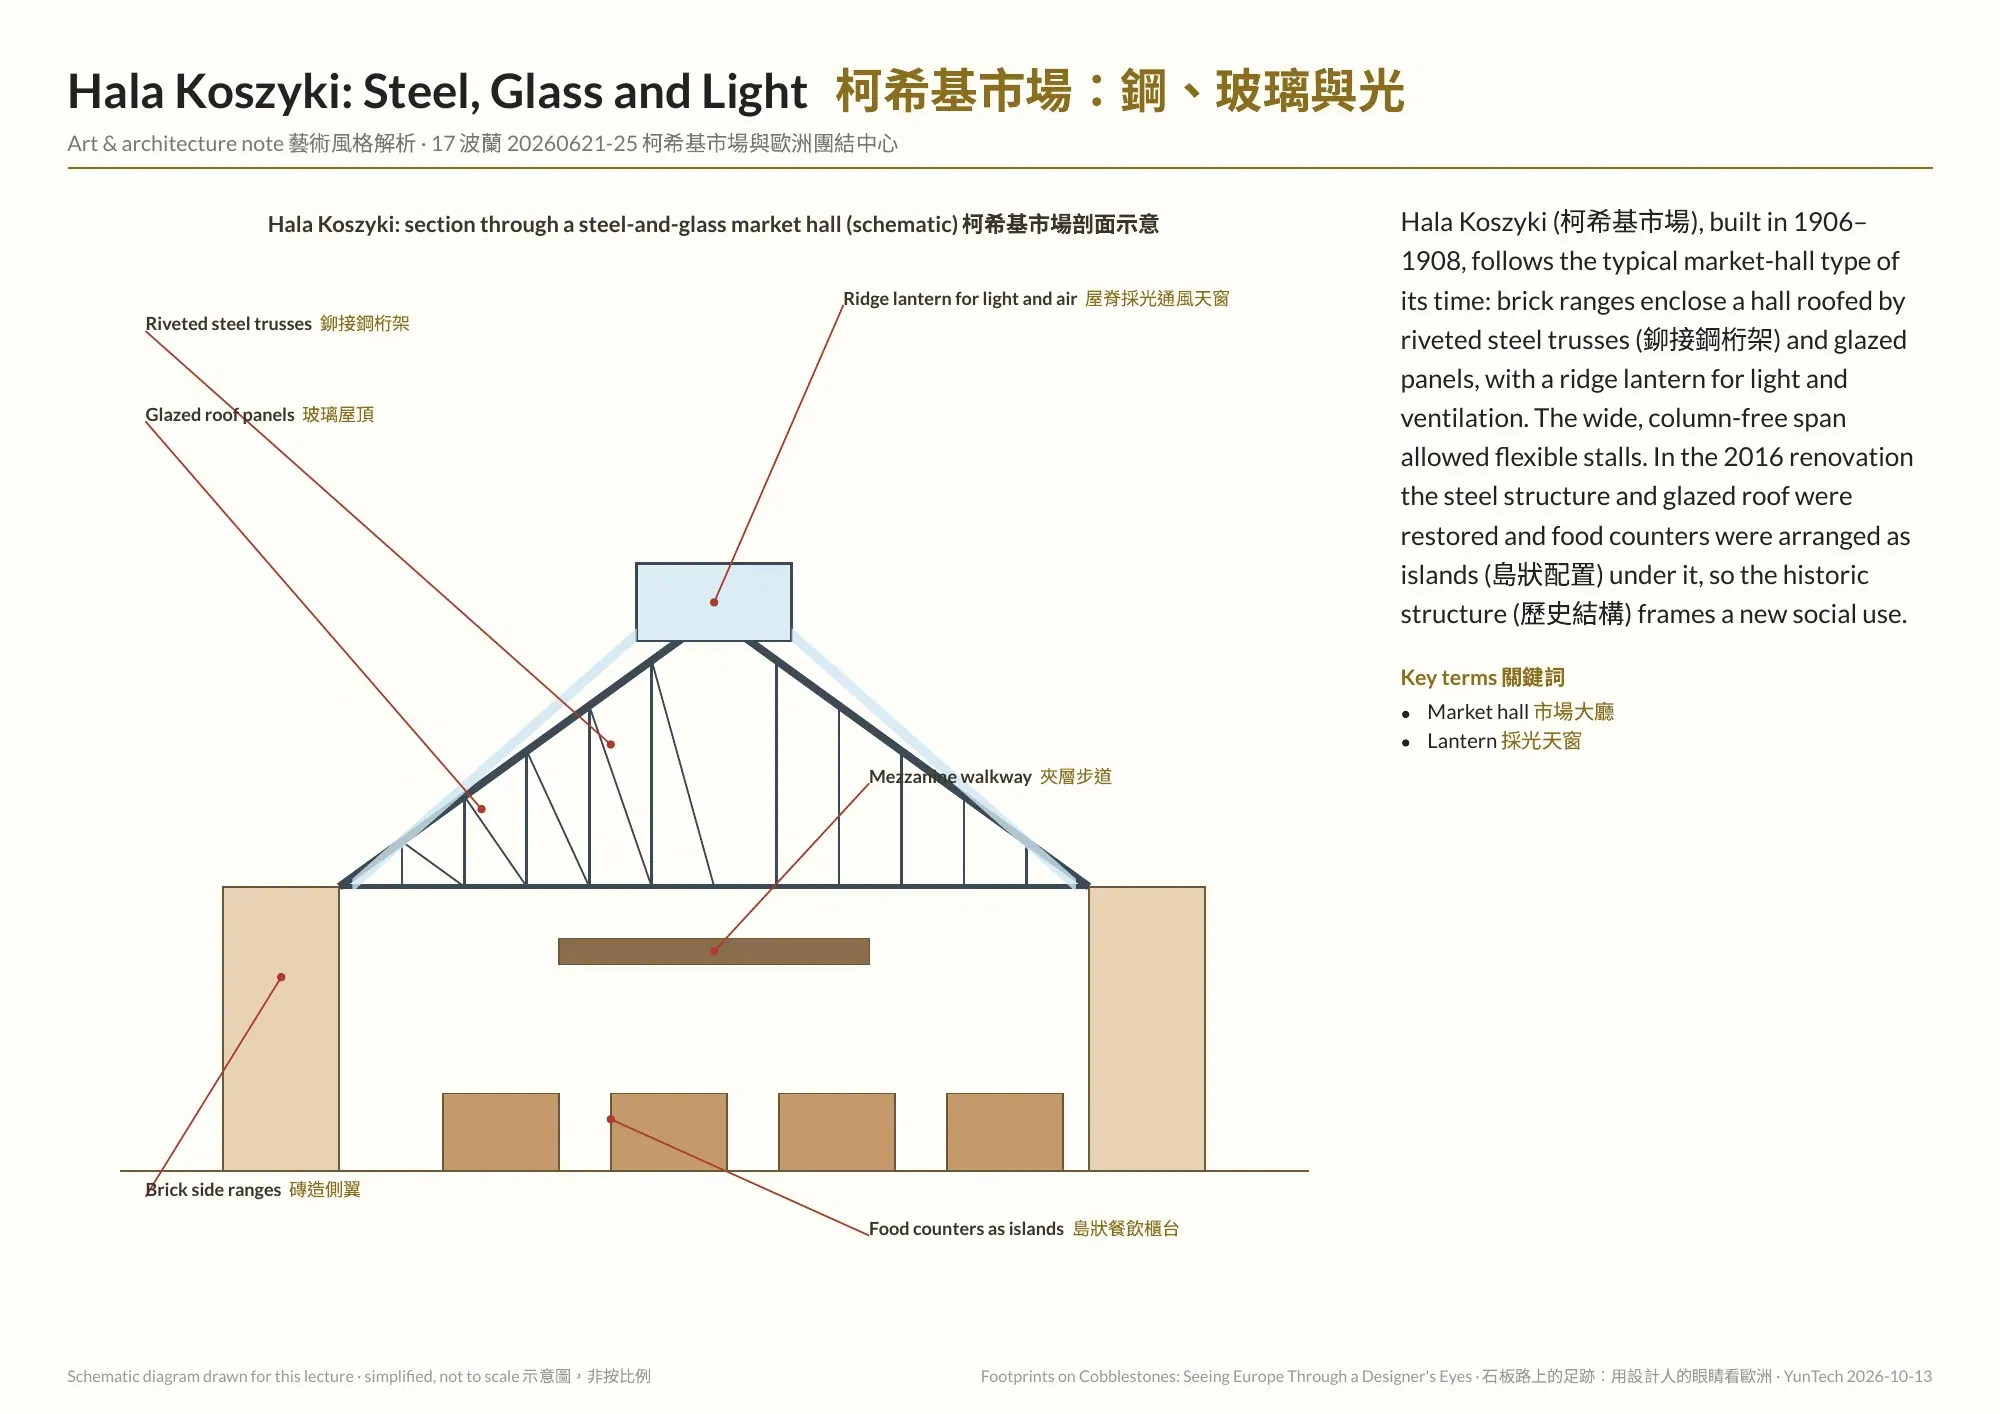 Hala Koszyki: Steel, Glass and Light 柯希基市場：鋼、玻璃與光
Art & architecture note 藝術風格解析 · 17 波蘭 20260621-25 柯希基市場與歐洲團結中心
Hala Koszyki: section through a steel-and-glass market hall (schematic) 柯希基市場剖面示意
Ridge lantern for light and air 屋脊採光通風天窗
Riveted steel trusses 鉚接鋼桁架
Glazed roof panels 玻璃屋頂
Mezzanine walkway 夾層步道
Brick side ranges 磚造側翼
Food counters as islands 島狀餐飲櫃台
Hala Koszyki (柯希基市場), built in 1906–
1908, follows the typical market-hall type of
its time: brick ranges enclose a hall roofed by
riveted steel trusses (鉚接鋼桁架) and glazed
panels, with a ridge lantern for light and
ventilation. The wide, column-free span
allowed flexible stalls. In the 2016 renovation
the steel structure and glazed roof were
restored and food counters were arranged as
islands (島狀配置) under it, so the historic
structure (歷史結構) frames a new social use.
Key terms 關鍵詞
• Market hall 市場大廳
• Lantern 採光天窗
Schematic diagram drawn for this lecture · simplified, not to scale 示意圖，非按比例
Footprints on Cobblestones: Seeing Europe Through a Designer's Eyes · 石板路上的足跡：用設計人的眼睛看歐洲 · YunTech 2026-10-13